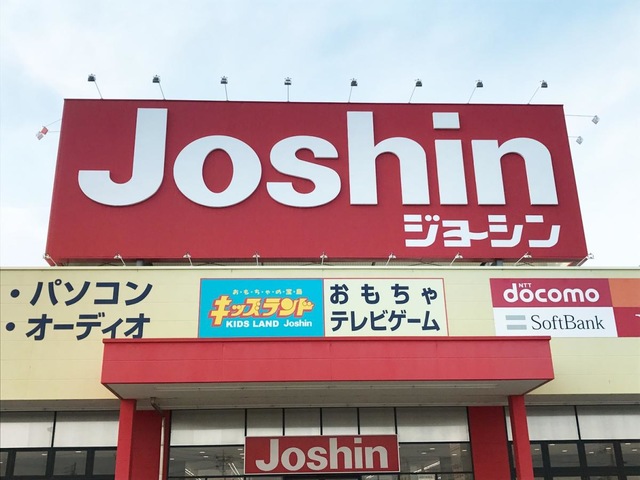 Joshin
ジョーシン
・パソコン
・オーディオ
おもちゃの宝島
キッズランド
KIDS LAND Joshin
おもちゃ
テレビゲーム
NTT
docomo
SoftBank
Joshin